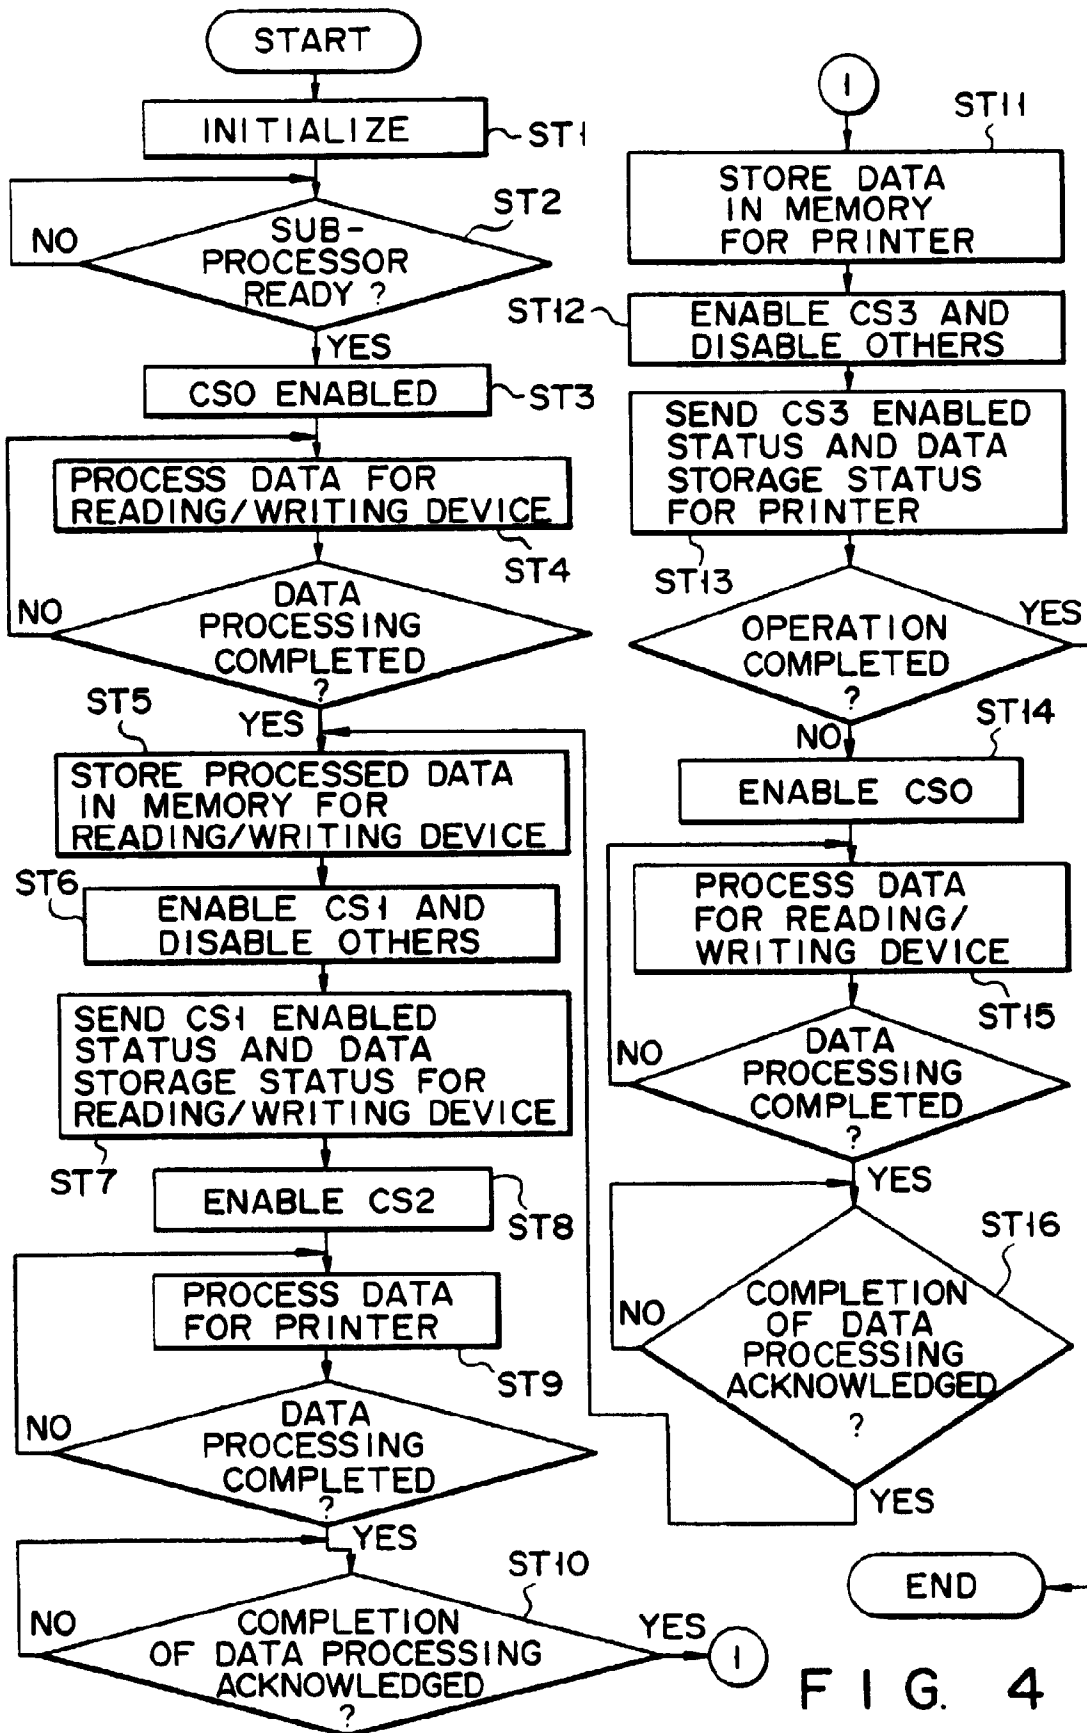 START
INITIALIZE
ST1
SUB-
PROCESSOR
READY ?
ST2
NO
YES
CS0 ENABLED
ST3
PROCESS DATA FOR
READING/WRITING DEVICE
ST4
DATA
PROCESSING
COMPLETED
?
NO
YES
ST5
STORE PROCESSED DATA
IN MEMORY FOR
READING/WRITING DEVICE
ST6
ENABLE CS1 AND
DISABLE OTHERS
SEND CS1 ENABLED
STATUS AND DATA
STORAGE STATUS FOR
READING/WRITING DEVICE
ST7
ENABLE CS2
ST8
PROCESS DATA
FOR PRINTER
ST9
DATA
PROCESSING
COMPLETED
?
NO
YES
ST10
COMPLETION
OF DATA PROCESSING
ACKNOWLEDGED
?
NO
YES
1
1
ST11
STORE DATA
IN MEMORY
FOR PRINTER
ST12
ENABLE CS3 AND
DISABLE OTHERS
SEND CS3 ENABLED
STATUS AND DATA
STORAGE STATUS
FOR PRINTER
ST13
OPERATION
COMPLETED
?
YES
NO
ST14
ENABLE CS0
PROCESS DATA
FOR READING/
WRITING DEVICE
ST15
DATA
PROCESSING
COMPLETED
?
NO
YES
ST16
COMPLETION
OF DATA
PROCESSING
ACKNOWLEDGED
?
NO
YES
END
FIG. 4